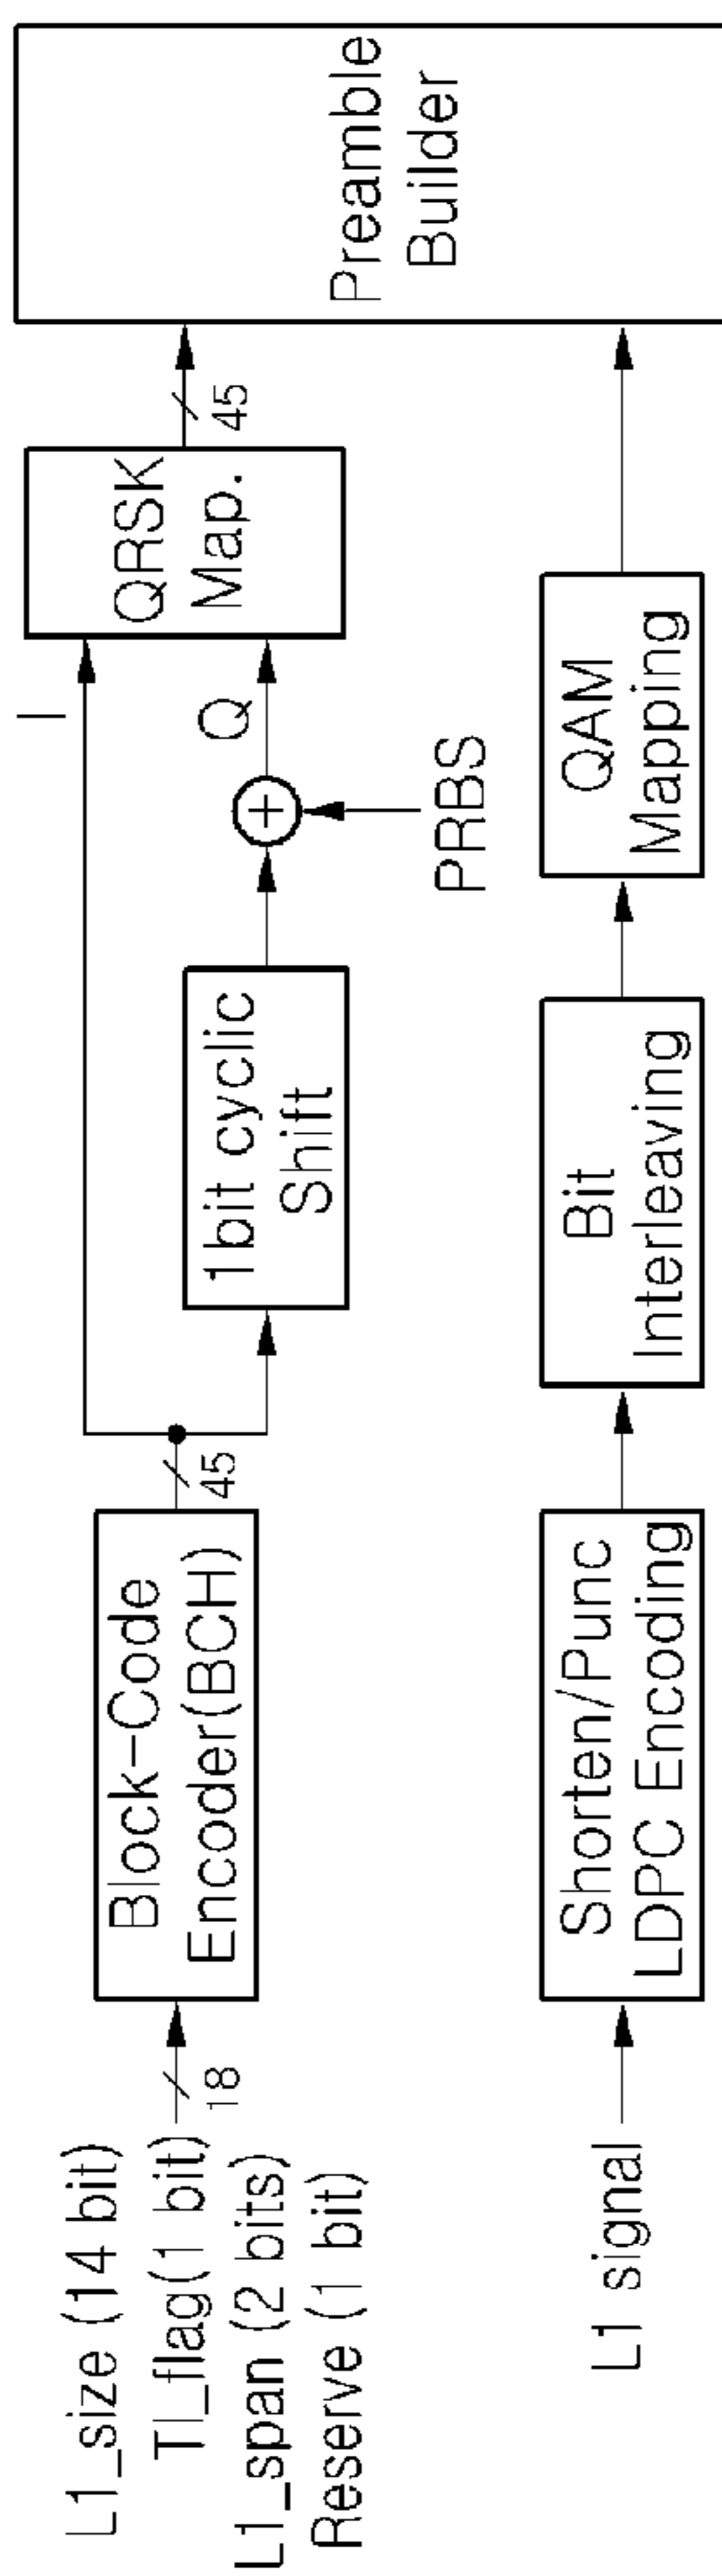 L1_size (14 bit)
TI_flag(1 bit)
L1_span (2 bits)
Reserve (1 bit)
18
Block-Code
Encoder(BCH)
45
1bit cyclic
Shift
PRBS
I
Q
QRSK
Map.
45
Preamble
Builder
L1 signal
Shorten/Punc
LDPC Encoding
Bit
Interleaving
QAM
Mapping